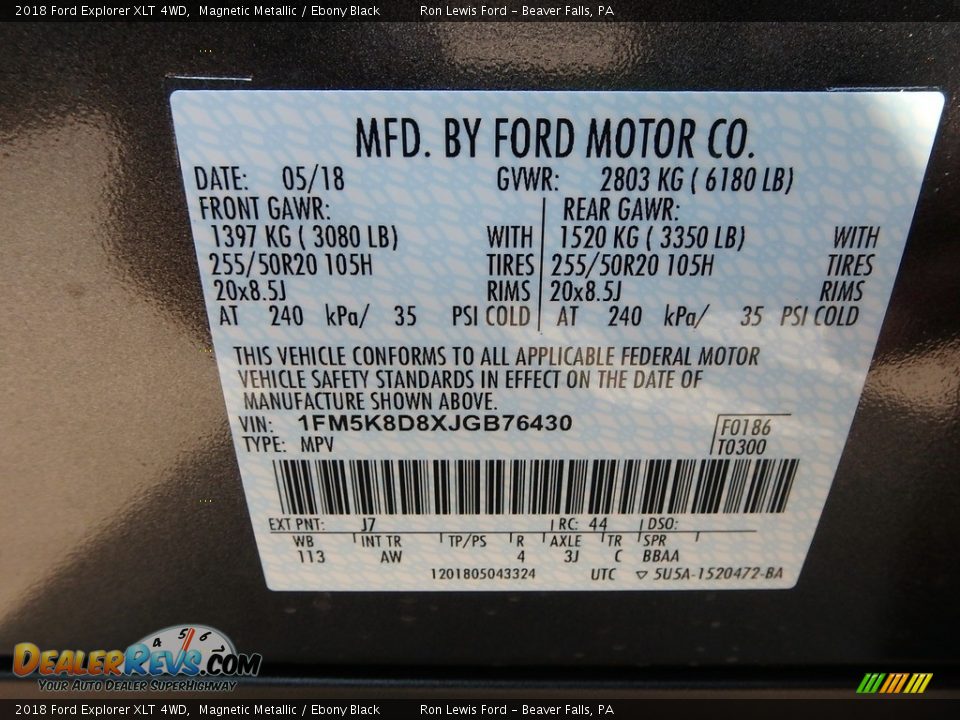 2018 Ford Explorer XLT 4WD, Magnetic Metallic / Ebony Black Ron Lewis Ford - Beaver Falls, PA
MFD. BY FORD MOTOR CO.
DATE: 05/18 GVWR: 2803 KG ( 6180 LB)
FRONT GAWR: REAR GAWR:
1397 KG ( 3080 LB) WITH 1520 KG ( 3350 LB) WITH
255/50R20 105H TIRES 255/50R20 105H TIRES
20x8.5J RIMS 20x8.5J RIMS
AT 240 kPa/ 35 PSI COLD AT 240 kPa/ 35 PSI COLD
THIS VEHICLE CONFORMS TO ALL APPLICABLE FEDERAL MOTOR
VEHICLE SAFETY STANDARDS IN EFFECT ON THE DATE OF
MANUFACTURE SHOWN ABOVE.
VIN: 1FM5K8D8XJGB76430 F0186
TYPE: MPV T0300
EXT PNT: J7 RC: 44 DSO:
WB INT TR TP/PS R AXLE TR SPR
113 AW 4 3J C BBAA
1201805043324 UTC ▽ 5U5A-1520472-BA
4 5 6
DEALERREVS.COM
YOUR AUTO DEALER SUPERHIGHWAY
2018 Ford Explorer XLT 4WD, Magnetic Metallic / Ebony Black Ron Lewis Ford - Beaver Falls, PA